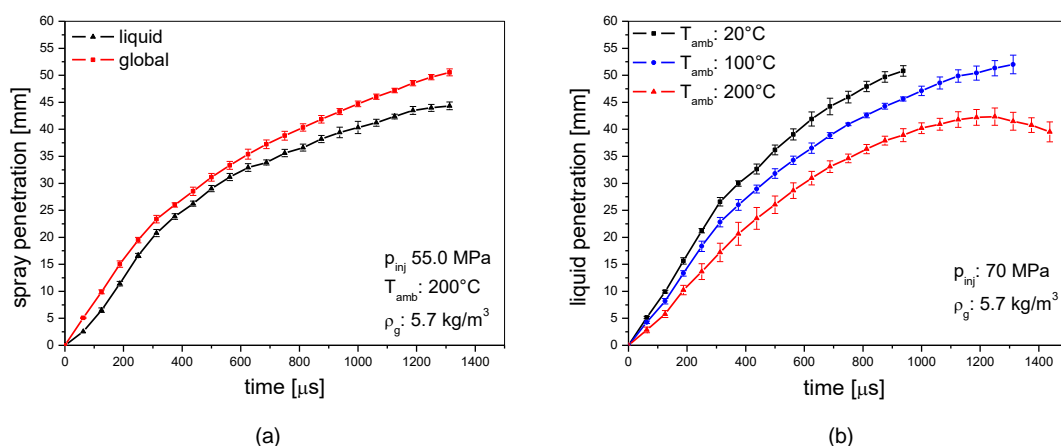 60
55
50
45
40
35
30
25
20
15
10
5
0
spray penetration [mm]
liquid
global
p_inj 55.0 MPa
T_amb: 200°C
ρ_g: 5.7 kg/m³
0 200 400 600 800 1000 1200 1400
time [μs]
(a)
60
55
50
45
40
35
30
25
20
15
10
5
0
liquid penetration [mm]
T_amb: 20°C
T_amb: 100°C
T_amb: 200°C
p_inj: 70 MPa
ρ_g: 5.7 kg/m³
0 200 400 600 800 1000 1200 1400
time [μs]
(b)